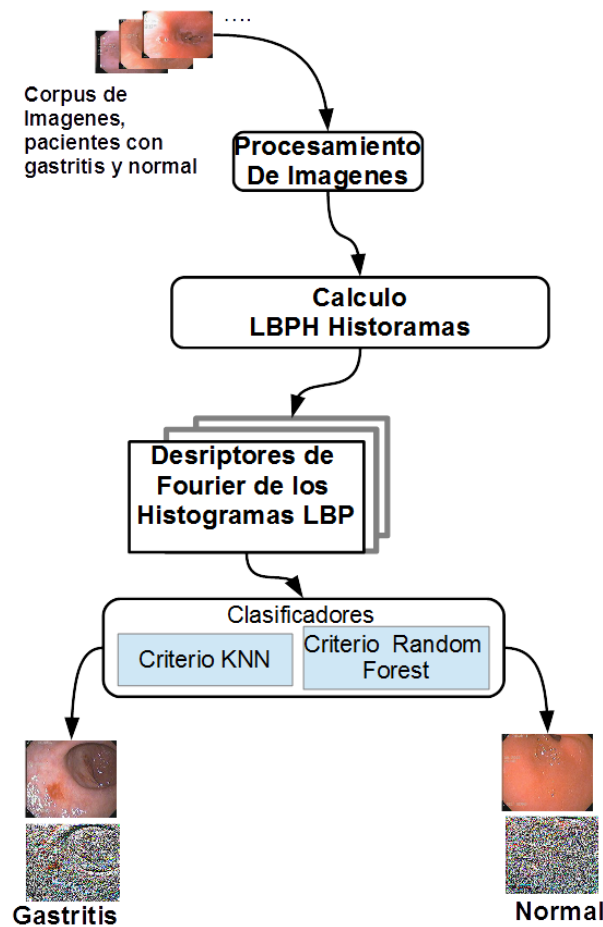 ....
Corpus de
Imagenes,
pacientes con
gastritis y normal
Procesamiento
De Imagenes
Calculo
LBPH Historamas
Desriptores de
Fourier de los
Histogramas LBP
Clasificadores
Criterio KNN
Criterio Random
Forest
Gastritis
Normal